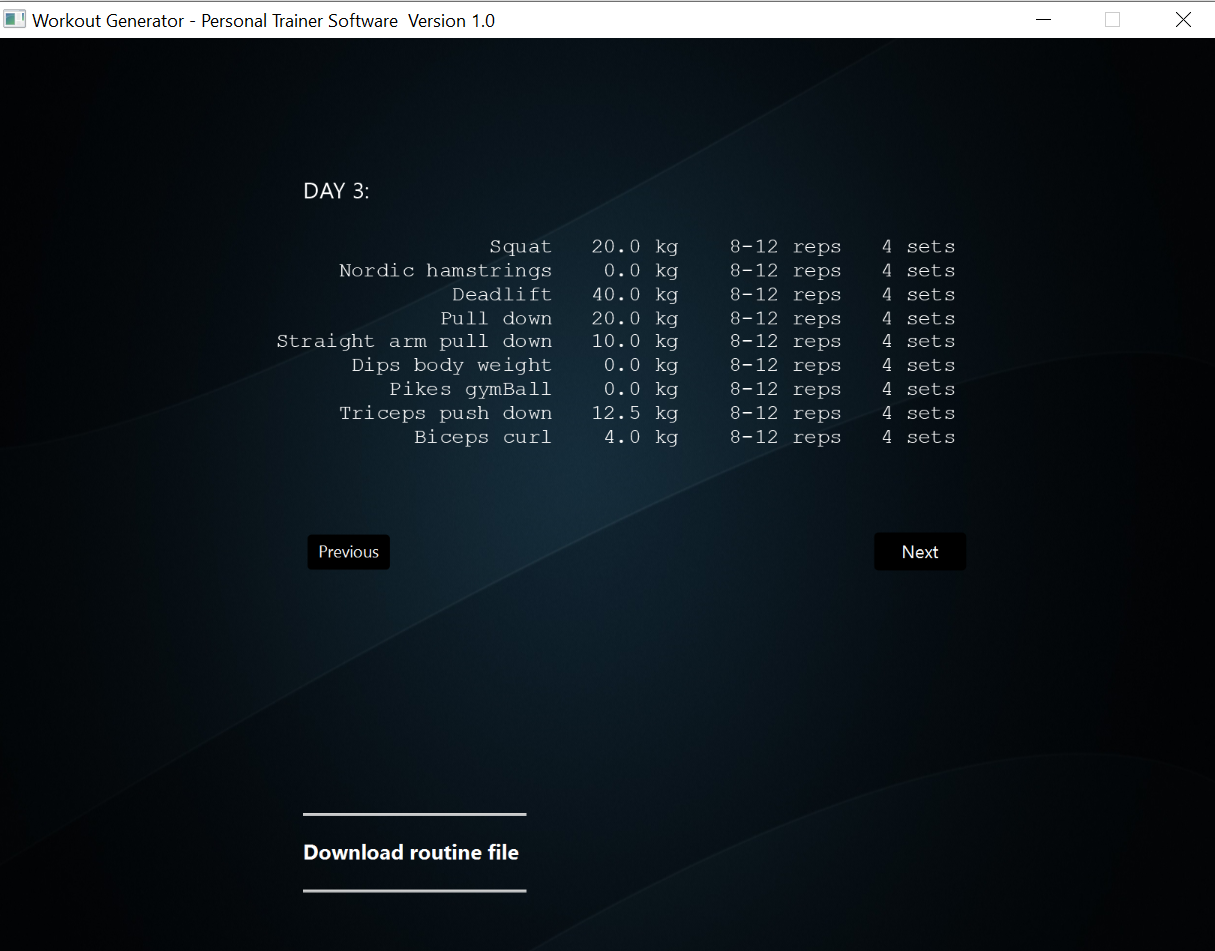 Workout Generator - Personal Trainer Software  Version 1.0
DAY 3:
Squat 20.0 kg 8-12 reps 4 sets
Nordic hamstrings 0.0 kg 8-12 reps 4 sets
Deadlift 40.0 kg 8-12 reps 4 sets
Pull down 20.0 kg 8-12 reps 4 sets
Straight arm pull down 10.0 kg 8-12 reps 4 sets
Dips body weight 0.0 kg 8-12 reps 4 sets
Pikes gymBall 0.0 kg 8-12 reps 4 sets
Triceps push down 12.5 kg 8-12 reps 4 sets
Biceps curl 4.0 kg 8-12 reps 4 sets
Previous Next
Download routine file